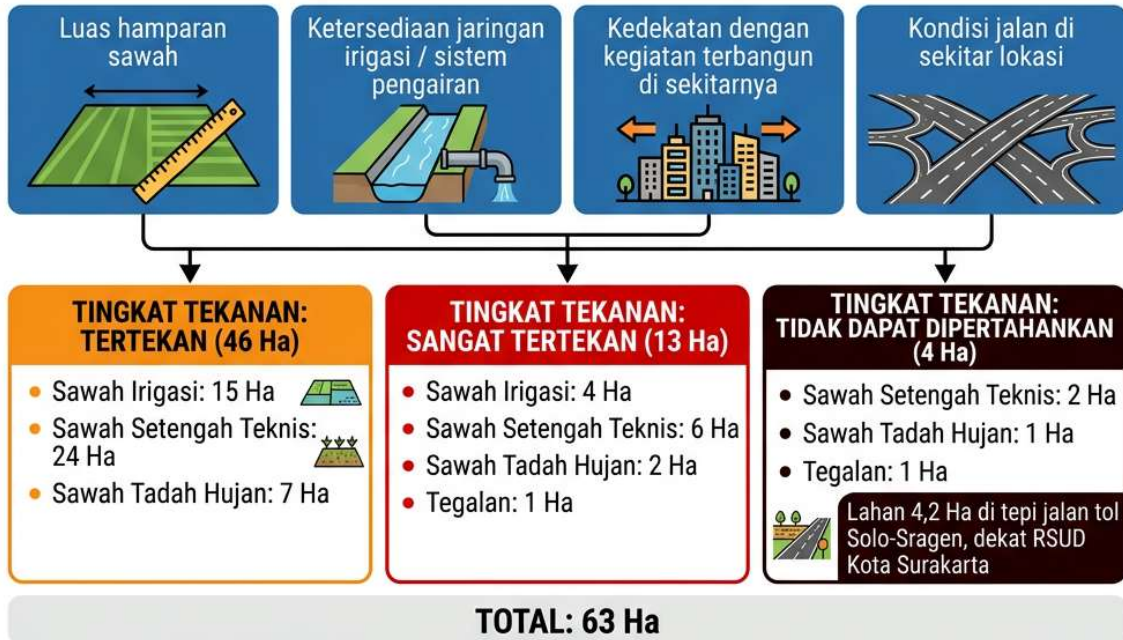 Luas hamparan
sawah
Ketersediaan jaringan
irigasi / sistem
pengairan
Kedekatan dengan
kegiatan terbangun
di sekitarnya
Kondisi jalan di
sekitar lokasi
TINGKAT TEKANAN:
TERTEKAN (46 Ha)
• Sawah Irigasi: 15 Ha
• Sawah Setengah Teknis:
24 Ha
• Sawah Tadah Hujan: 7 Ha
TINGKAT TEKANAN:
SANGAT TERTEKAN (13 Ha)
• Sawah Irigasi: 4 Ha
• Sawah Setengah Teknis: 6 Ha
• Sawah Tadah Hujan: 2 Ha
• Tegalan: 1 Ha
TINGKAT TEKANAN:
TIDAK DAPAT DIPERTAHANKAN
(4 Ha)
• Sawah Setengah Teknis: 2 Ha
• Sawah Tadah Hujan: 1 Ha
• Tegalan: 1 Ha
Lahan 4,2 Ha di tepi jalan tol
Solo-Sragen, dekat RSUD
Kota Surakarta
TOTAL: 63 Ha